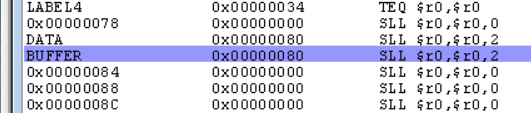 LABEL4 0x00000034 TEQ $r0,$r0
0x00000078 0x00000000 SLL $r0,$r0,0
DATA 0x00000080 SLL $r0,$r0,2
BUFFER 0x00000080 SLL $r0,$r0,2
0x00000084 0x00000000 SLL $r0,$r0,0
0x00000088 0x00000000 SLL $r0,$r0,0
0x0000008C 0x00000000 SLL $r0,$r0,0